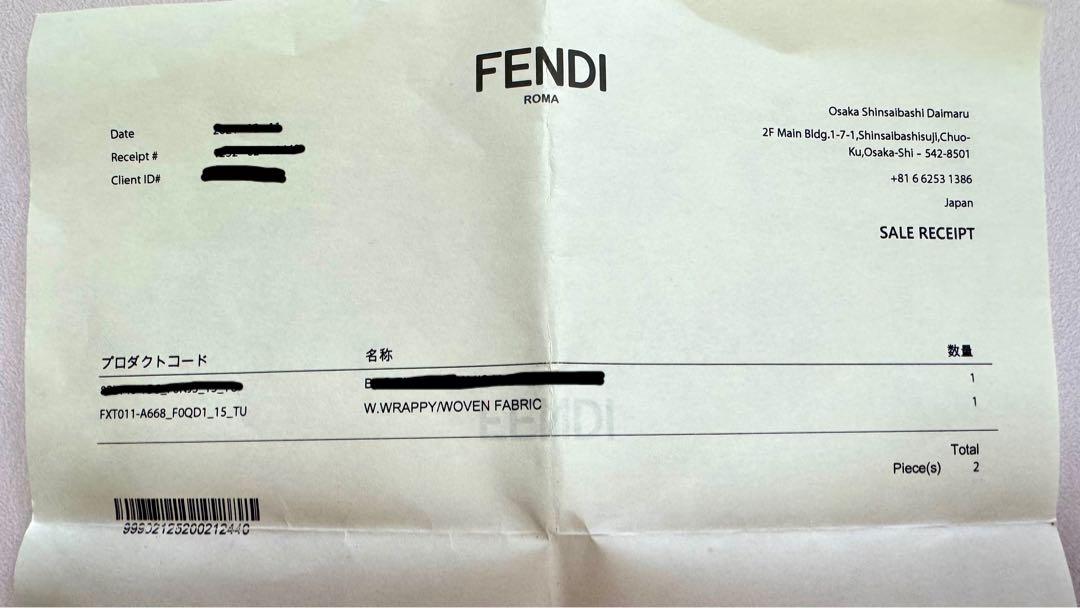 FENDI
ROMA
Osaka Shinsaibashi Daimaru
2F Main Bldg.1-7-1,Shinsaibashisuji,Chuo-
Ku,Osaka-Shi - 542-8501
+81 6 6253 1386
Japan
SALE RECEIPT
Date
Receipt #
Client ID#
プロダクトコード 名称 数量
1
FXT011-A668_F0QD1_15_TU W.WRAPPY/WOVEN FABRIC 1
Total
Piece(s) 2
99902125200212440